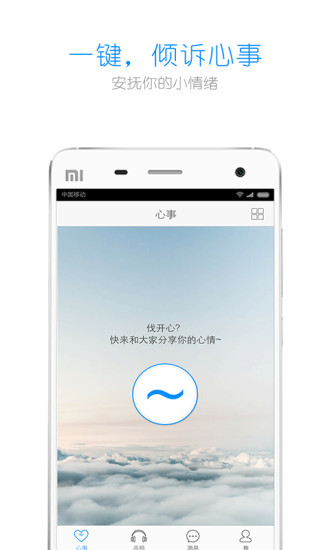 一键，倾诉心事
安抚你的小情绪
MI
中国移动
心事
伐开心？
快来和大家分享你的心情~
心事
消息
我